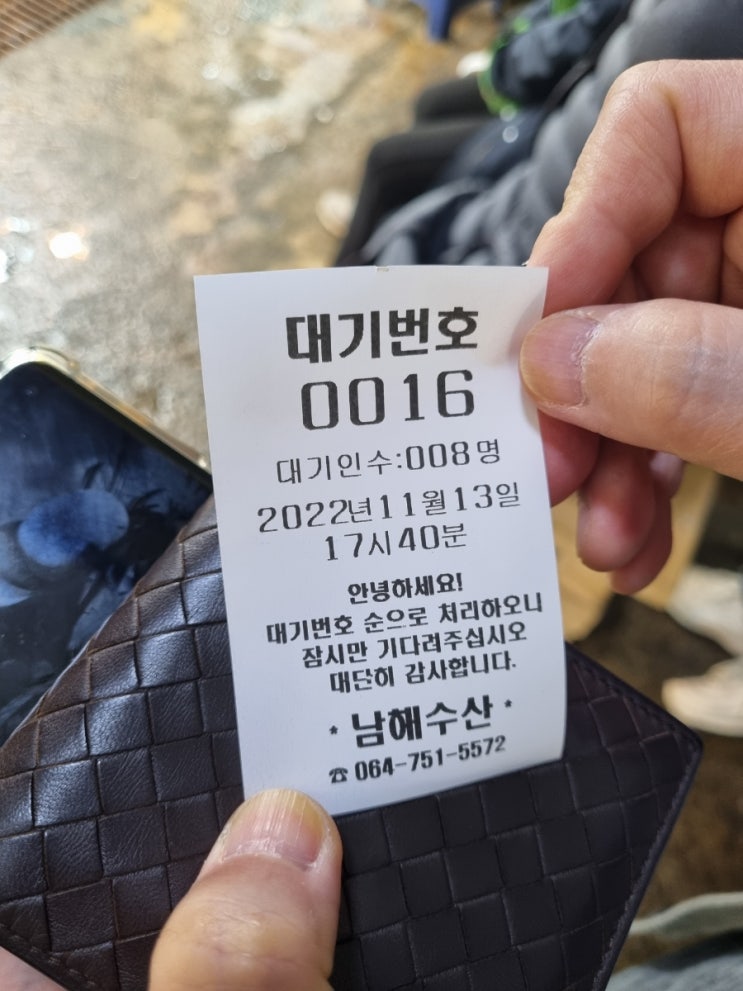 대기번호
0016
대기인수:008명
2022년11월13일
17시40분
안녕하세요!
대기번호 순으로 처리하오니
잠시만 기다려주십시오
대단히 감사합니다.
* 남해수산 *
☎ 064-751-5572